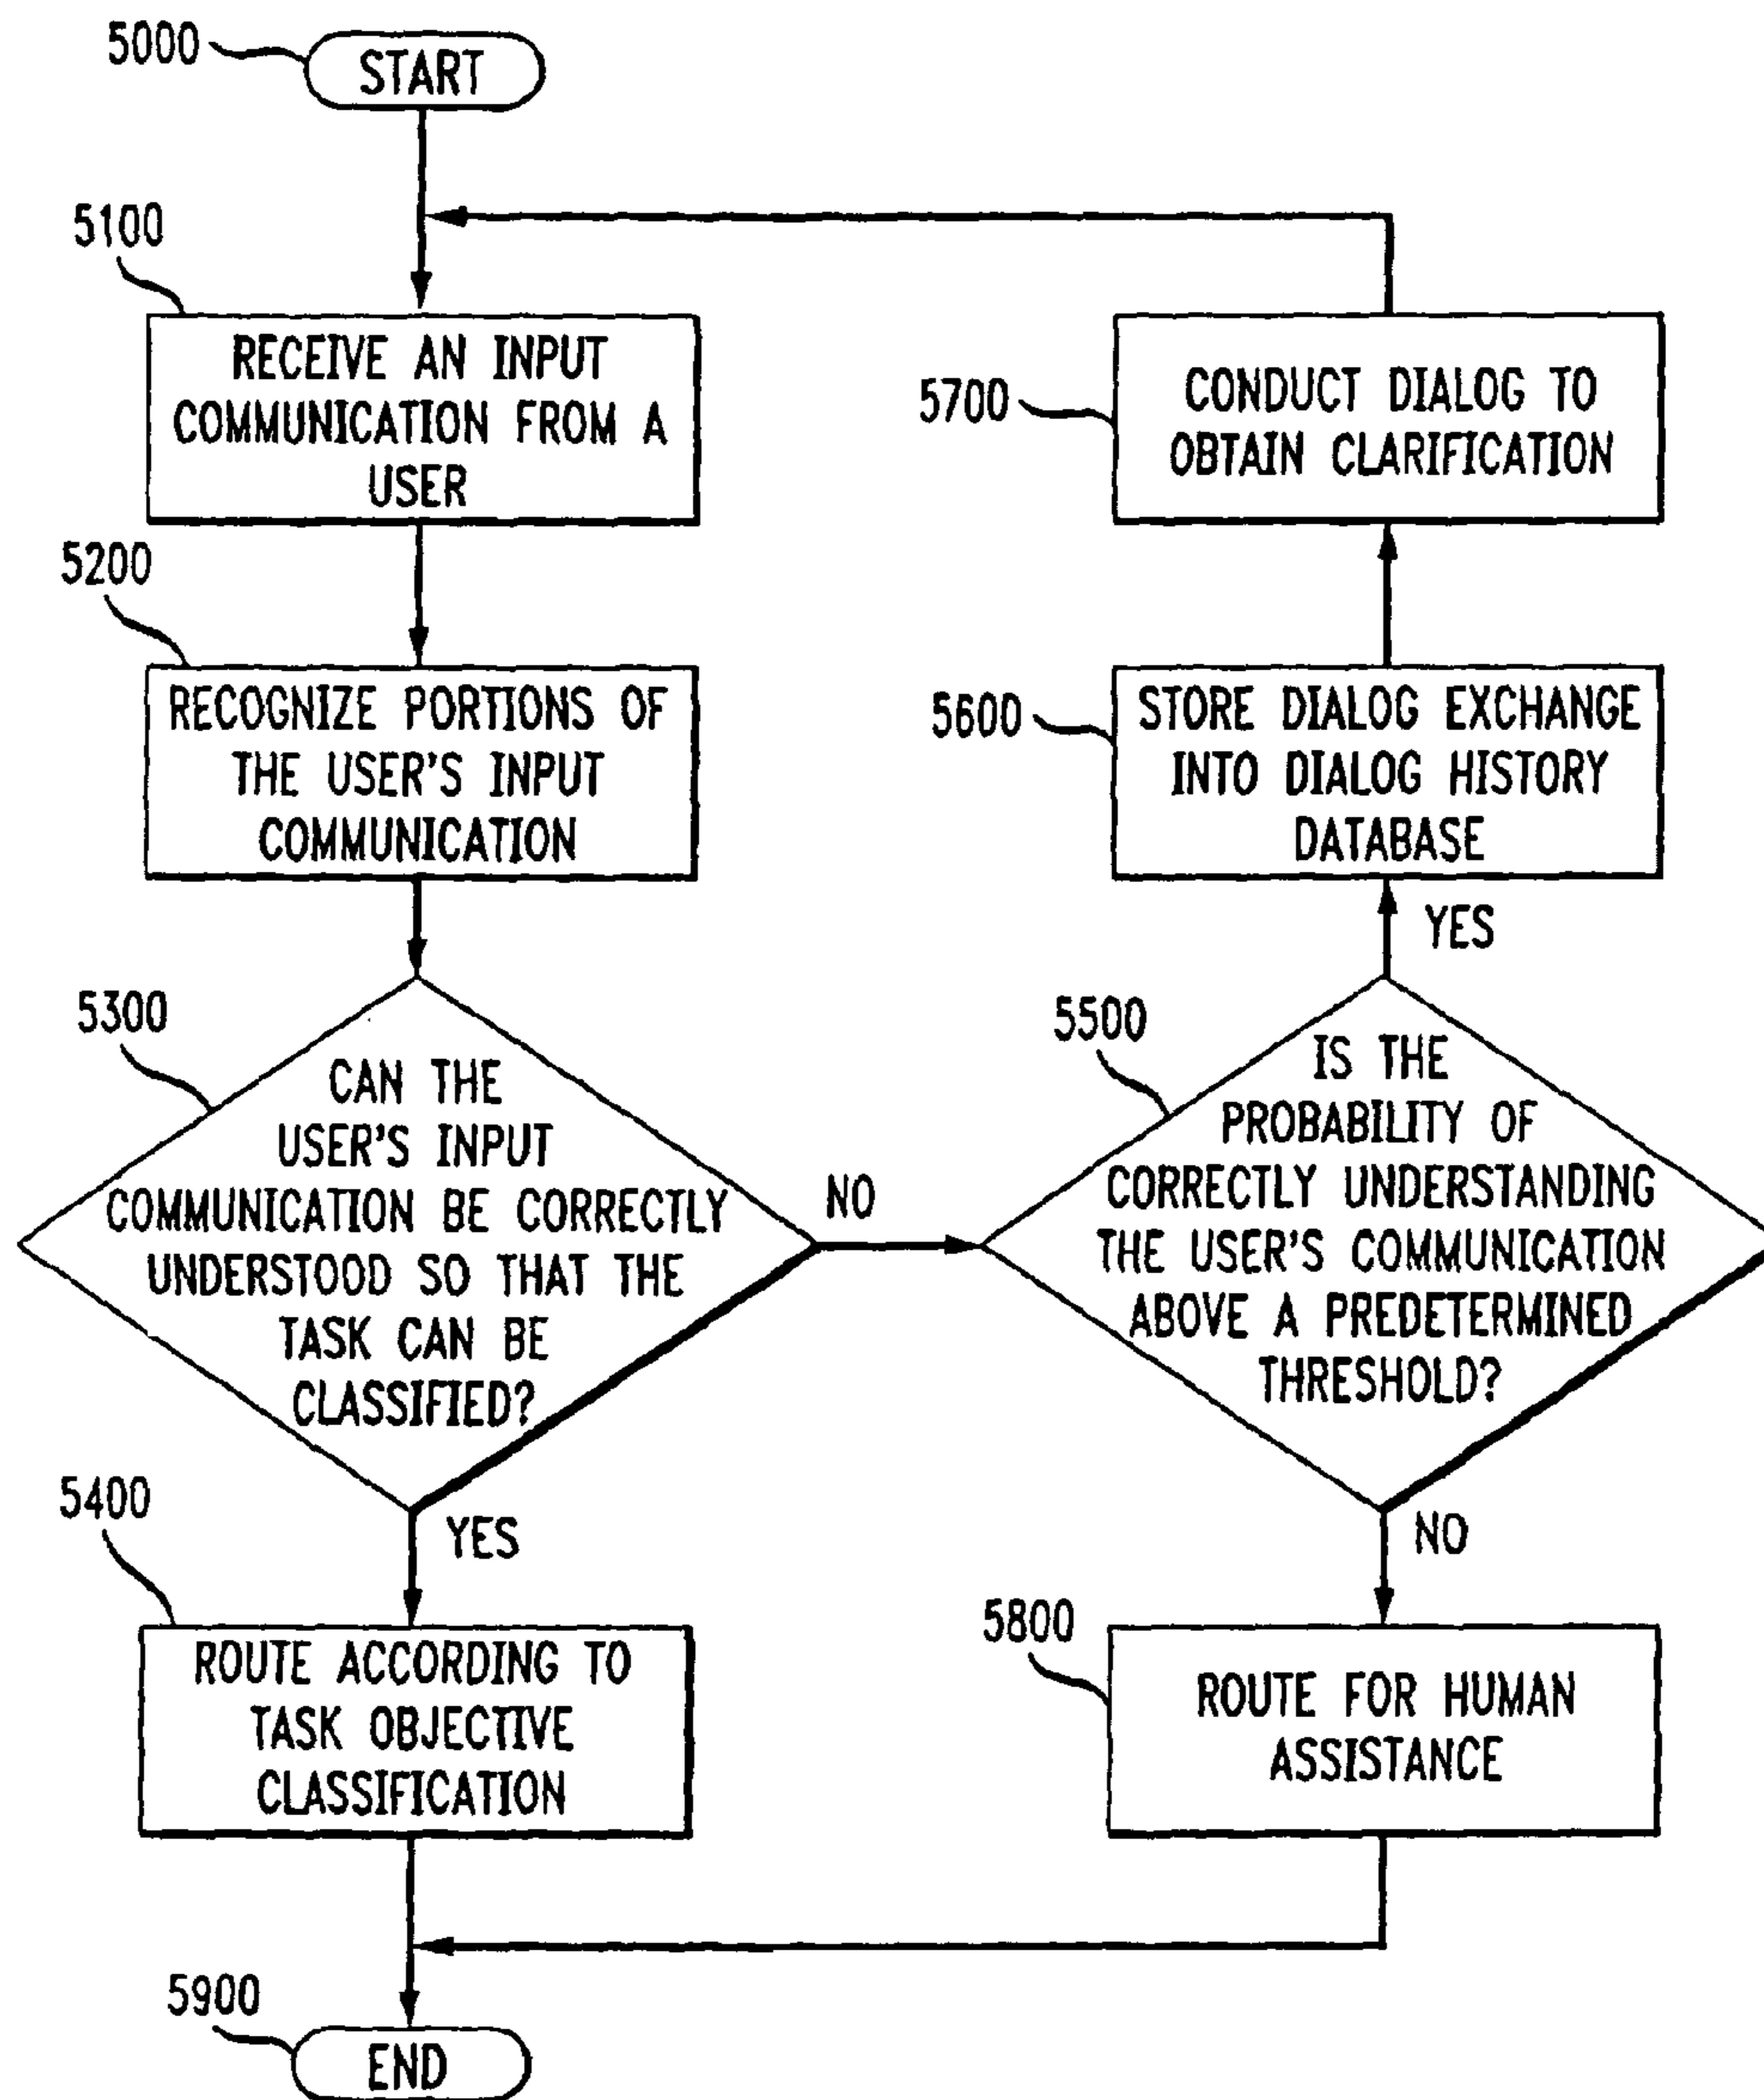 5000
START
5100
RECEIVE AN INPUT
COMMUNICATION FROM A
USER
5200
RECOGNIZE PORTIONS OF
THE USER'S INPUT
COMMUNICATION
5300
CAN THE
USER'S INPUT
COMMUNICATION BE CORRECTLY
UNDERSTOOD SO THAT THE
TASK CAN BE
CLASSIFIED?
NO
YES
5400
ROUTE ACCORDING TO
TASK OBJECTIVE
CLASSIFICATION
5700
CONDUCT DIALOG TO
OBTAIN CLARIFICATION
5600
STORE DIALOG EXCHANGE
INTO DIALOG HISTORY
DATABASE
YES
5500
IS THE
PROBABILITY OF
CORRECTLY UNDERSTANDING
THE USER'S COMMUNICATION
ABOVE A PREDETERMINED
THRESHOLD?
NO
5800
ROUTE FOR HUMAN
ASSISTANCE
5900
END